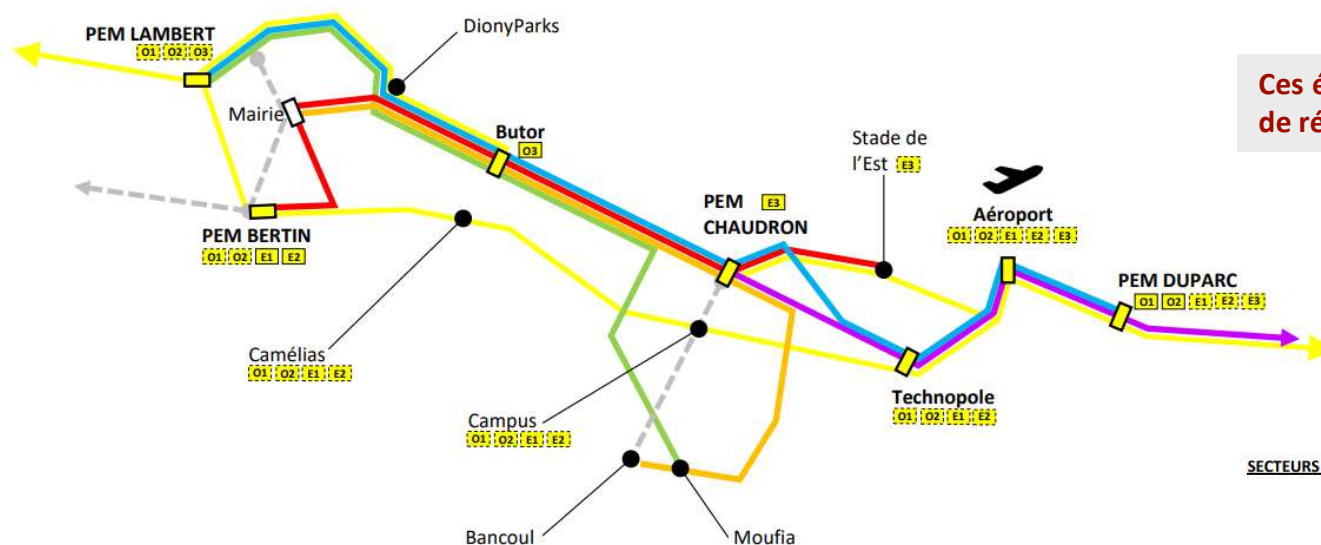 DionyParks
PEM LAMBERT
O1 O2 O3
Ces é
de ré
Mairie
Butor
O3
Stade de
l'Est E3
PEM E3
CHAUDRON
Aéroport
O1 O2 E1 E2 E3
PEM BERTIN
O1 O2 E1 E2
PEM DUPARC
O1 O2 E1 E2 E3
Camélias
O1 O2 E1 E2
Technopole
O1 O2 E1 E2
Campus
O1 O2 E1 E2
SECTEURS
Bancoul
Moufia